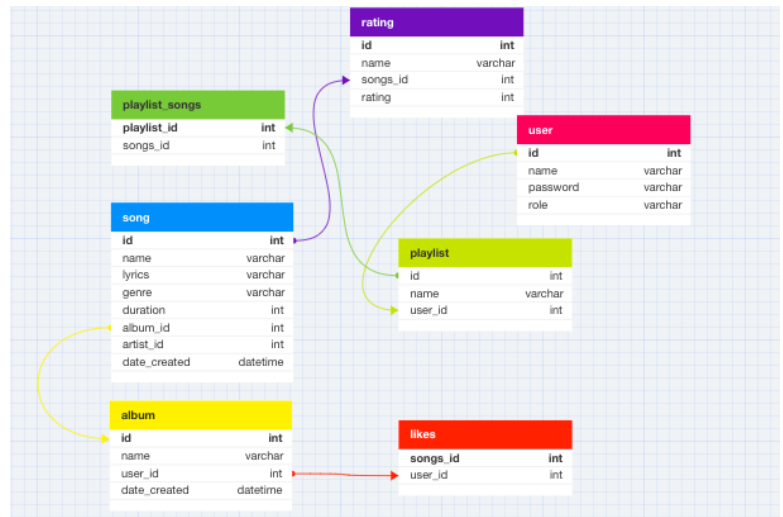 rating
id int
name varchar
songs_id int
rating int
playlist_songs
playlist_id int
songs_id int
user
id int
name varchar
password varchar
role varchar
song
id int
name varchar
lyrics varchar
genre varchar
duration int
album_id int
artist_id int
date_created datetime
playlist
id int
name varchar
user_id int
album
id int
name varchar
user_id int
date_created datetime
likes
songs_id int
user_id int